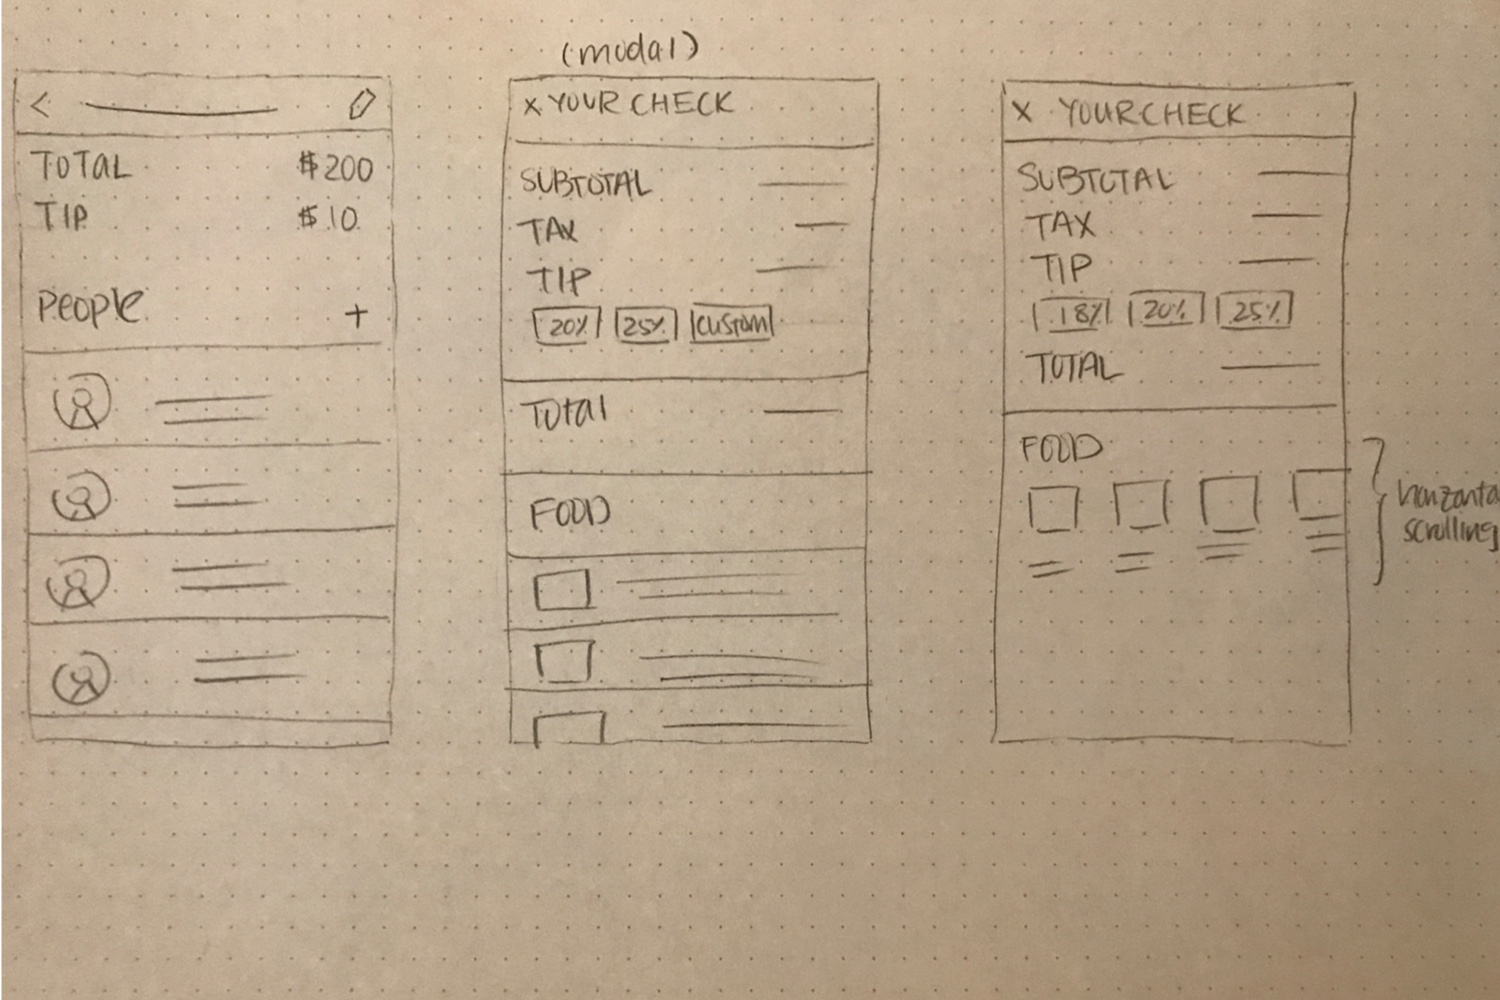 <
TOTAL $200
TIP $10
People +
(modal)
X YOUR CHECK
SUBTOTAL
TAX
TIP
20% 25% CUSTOM
Total
FOOD
X YOUR CHECK
SUBTOTAL
TAX
TIP
18% 20% 25%
TOTAL
FOOD
horizonta
scrolling